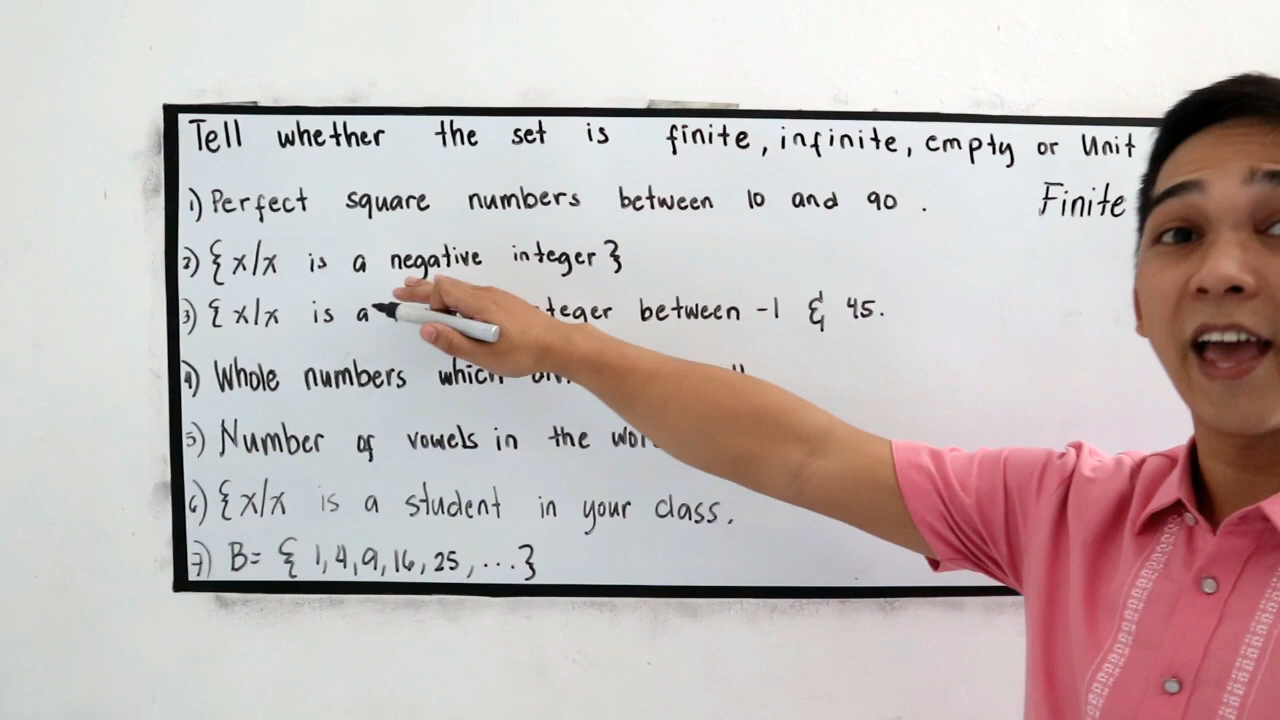 Tell whether the set is finite, infinite, empty or Unit
1) Perfect square numbers between 10 and 90. Finite
2) {x/x is a negative integer}
3) {x/x is a between -1 & 45.
4) Whole numbers which
5) Number of vowels in the
6) {x/x is a student in your class.
7) B= { 1,4,9,16,25,...}